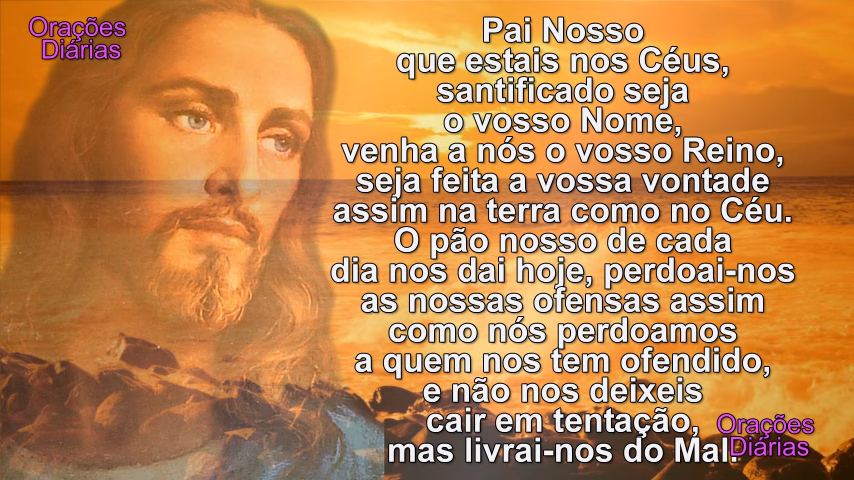 Orações
Diárias
Pai Nosso
que estais nos Céus,
santificado seja
o vosso Nome,
venha a nós o vosso Reino,
seja feita a vossa vontade
assim na terra como no Céu.
O pão nosso de cada
dia nos dai hoje, perdoai-nos
as nossas ofensas assim
como nós perdoamos
a quem nos tem ofendido,
e não nos deixeis
cair em tentação,
mas livrai-nos do Mal.
Orações
Diárias